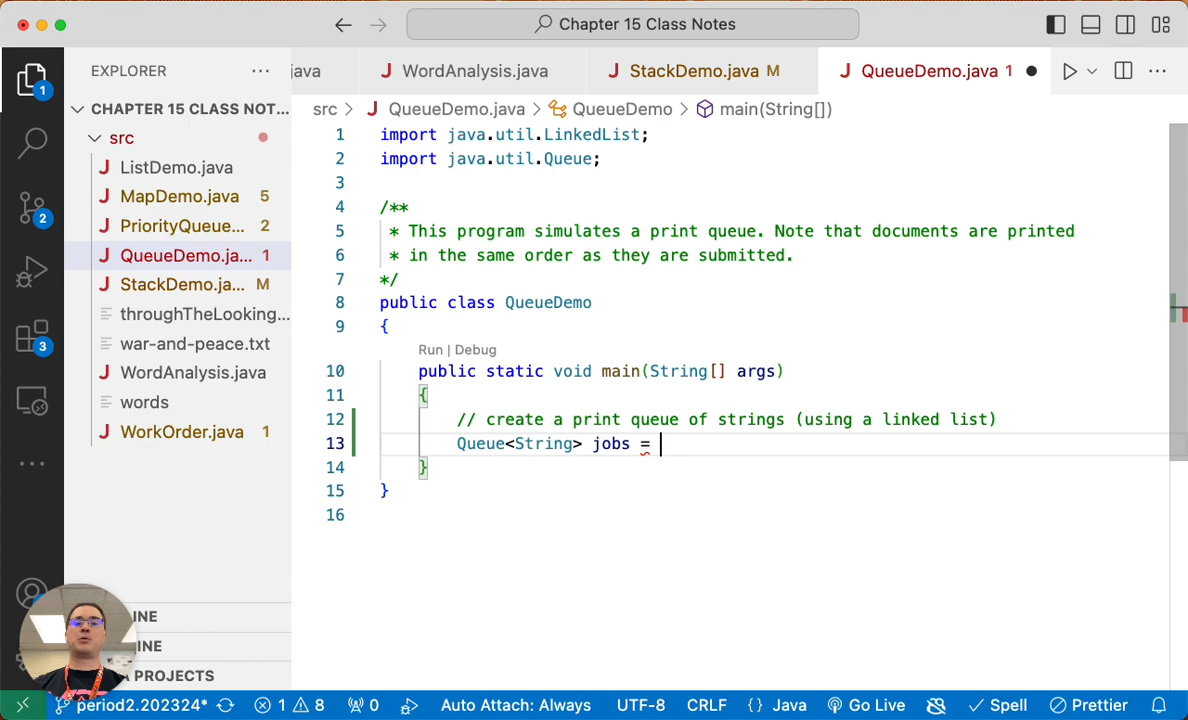 Chapter 15 Class Notes
EXPLORER
java
WordAnalysis.java
StackDemo.java M
QueueDemo.java 1
src > QueueDemo.java > QueueDemo > main(String[])
CHAPTER 15 CLASS NOT...
src
ListDemo.java
MapDemo.java 5
PriorityQueue... 2
QueueDemo.ja... 1
StackDemo.ja... M
throughTheLooking...
war-and-peace.txt
WordAnalysis.java
words
WorkOrder.java 1
INE
INE
PROJECTS
1
2
3
1 import java.util.LinkedList;
2 import java.util.Queue;
3
4 /**
5 * This program simulates a print queue. Note that documents are printed
6 * in the same order as they are submitted.
7 */
8 public class QueueDemo
9 {
Run | Debug
10 public static void main(String[] args)
11 {
12 // create a print queue of strings (using a linked list)
13 Queue<String> jobs =
14 }
15 }
16
period2.202324* 1 8 0 Auto Attach: Always UTF-8 CRLF {} Java Go Live Spell Prettier